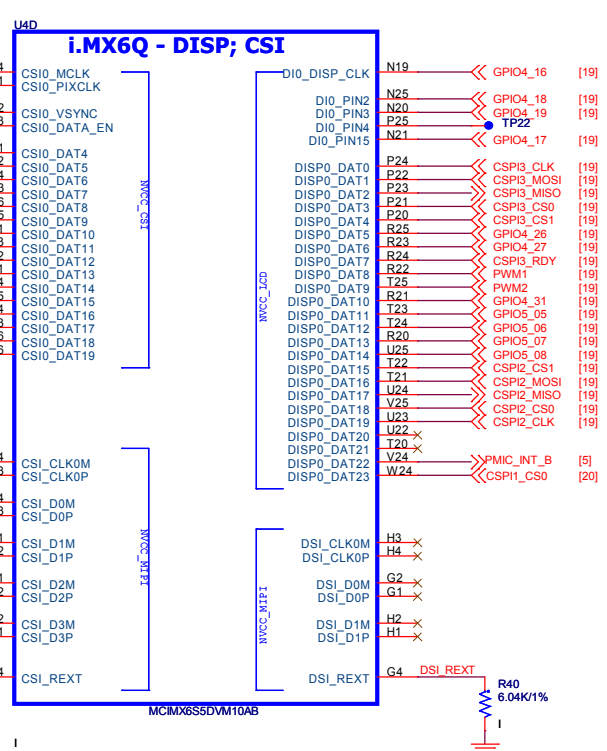 U4D
i.MX6Q - DISP; CSI
CSI0_MCLK
CSI0_PIXCLK
CSI0_VSYNC
CSI0_DATA_EN
CSI0_DAT4
CSI0_DAT5
CSI0_DAT6
CSI0_DAT7
CSI0_DAT8
CSI0_DAT9
CSI0_DAT10
CSI0_DAT11
CSI0_DAT12
CSI0_DAT13
CSI0_DAT14
CSI0_DAT15
CSI0_DAT16
CSI0_DAT17
CSI0_DAT18
CSI0_DAT19
NVCC_CSI
CSI_CLK0M
CSI_CLK0P
CSI_D0M
CSI_D0P
CSI_D1M
CSI_D1P
CSI_D2M
CSI_D2P
CSI_D3M
CSI_D3P
CSI_REXT
NVCC_MIPI
NVCC_LCD
DI0_DISP_CLK N19 GPIO4_16 [19]
DI0_PIN2 N25 GPIO4_18 [19]
DI0_PIN3 N20 GPIO4_19 [19]
DI0_PIN4 P25 TP22
DI0_PIN15 N21 GPIO4_17 [19]
DISP0_DAT0 P24 CSPI3_CLK [19]
DISP0_DAT1 P22 CSPI3_MOSI [19]
DISP0_DAT2 P23 CSPI3_MISO [19]
DISP0_DAT3 P21 CSPI3_CS0 [19]
DISP0_DAT4 P20 CSPI3_CS1 [19]
DISP0_DAT5 R25 GPIO4_26 [19]
DISP0_DAT6 R23 GPIO4_27 [19]
DISP0_DAT7 R24 CSPI3_RDY [19]
DISP0_DAT8 R22 PWM1 [19]
DISP0_DAT9 T25 PWM2 [19]
DISP0_DAT10 R21 GPIO4_31 [19]
DISP0_DAT11 T23 GPIO5_05 [19]
DISP0_DAT12 T24 GPIO5_06 [19]
DISP0_DAT13 R20 GPIO5_07 [19]
DISP0_DAT14 U25 GPIO5_08 [19]
DISP0_DAT15 T22 CSPI2_CS1 [19]
DISP0_DAT16 T21 CSPI2_MOSI [19]
DISP0_DAT17 U24 CSPI2_MISO [19]
DISP0_DAT18 V25 CSPI2_CS0 [19]
DISP0_DAT19 U23 CSPI2_CLK [19]
DISP0_DAT20 U22
DISP0_DAT21 T20
DISP0_DAT22 V24 PMIC_INT_B [5]
DISP0_DAT23 W24 CSPI1_CS0 [20]
NVCC_MIPI
DSI_CLK0M H3
DSI_CLK0P H4
DSI_D0M G2
DSI_D0P G1
DSI_D1M H2
DSI_D1P H1
DSI_REXT G4 DSI_REXT
R40
6.04K/1%
MCIMX6S5DVM10AB